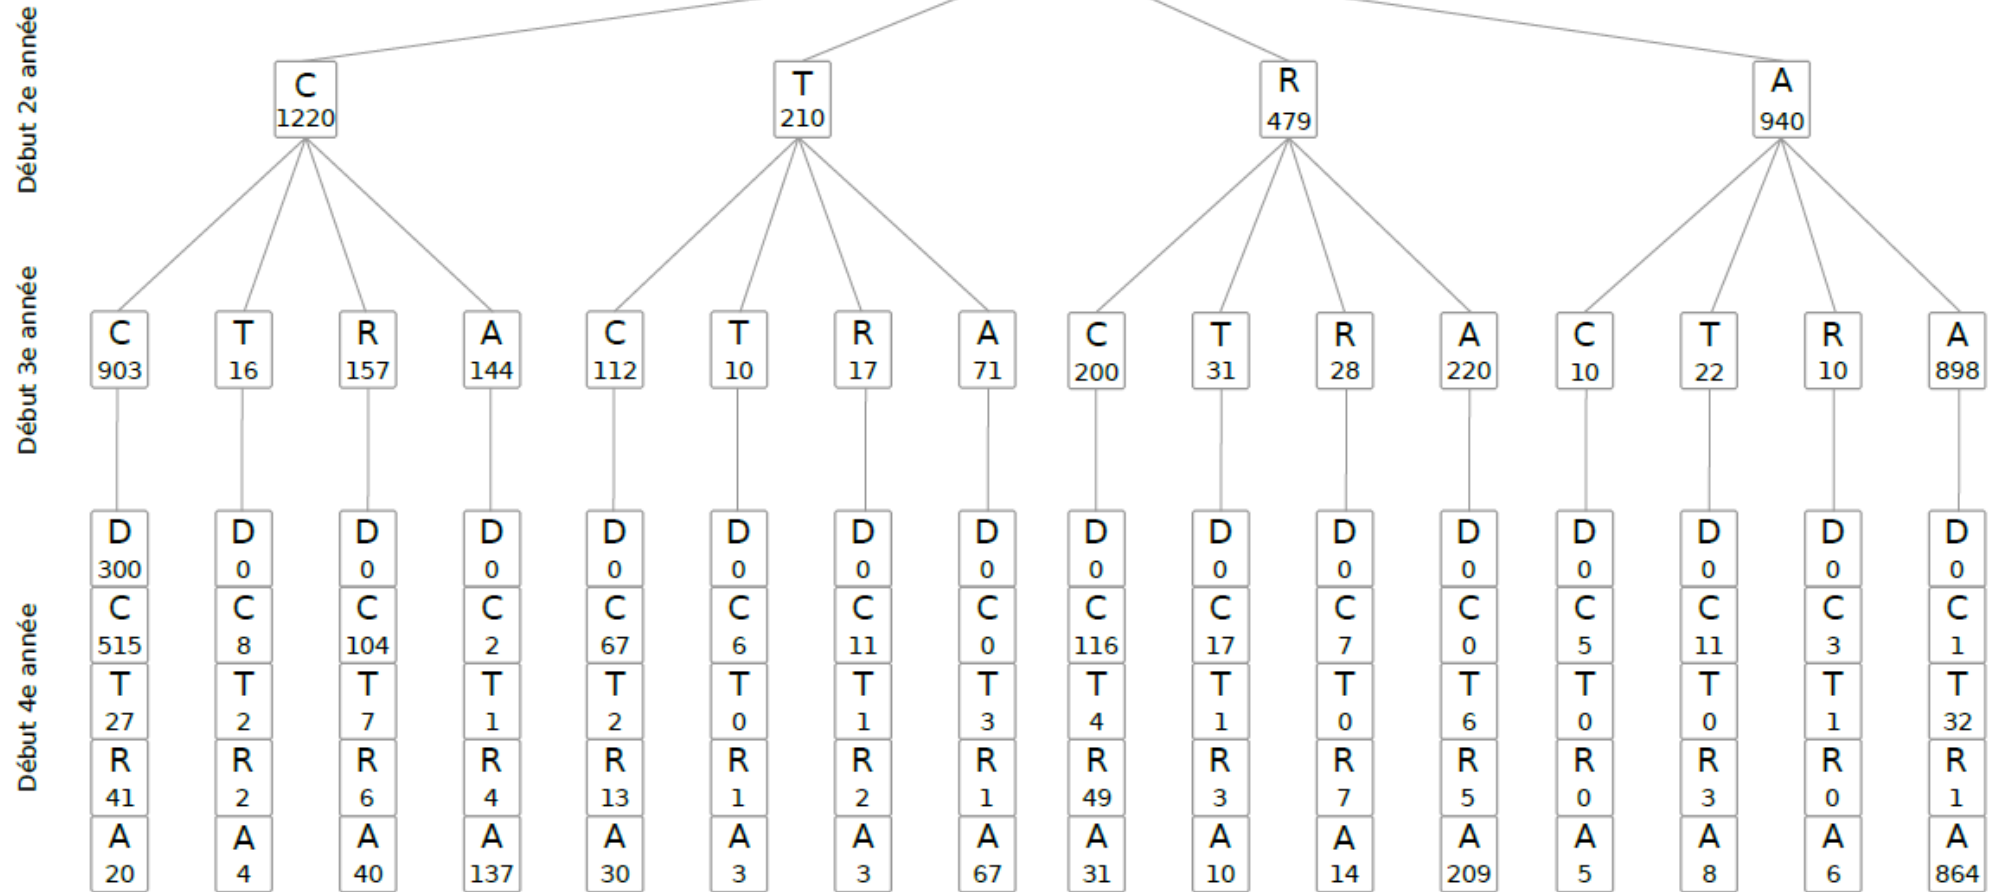 Début 2e année
C T R A
1220 210 479 940
Début 3e année
C T R A C T R A C T R A C T R A
903 16 157 144 112 10 17 71 200 31 28 220 10 22 10 898
Début 4e année
D D D D D D D D D D D D D D D D
300 0 0 0 0 0 0 0 0 0 0 0 0 0 0 0
C C C C C C C C C C C C C C C C
515 8 104 2 67 6 11 0 116 17 7 0 5 11 3 1
T T T T T T T T T T T T T T T T
27 2 7 1 2 0 1 3 4 1 0 6 0 0 1 32
R R R R R R R R R R R R R R R R
41 2 6 4 13 1 2 1 49 3 7 5 0 3 0 1
A A A A A A A A A A A A A A A A
20 4 40 137 30 3 3 67 31 10 14 209 5 8 6 864